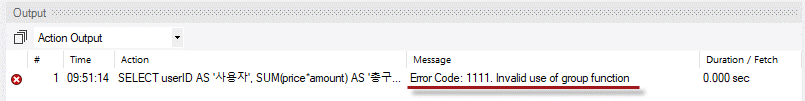 Output
Action Output
# Time Action Message Duration / Fetch
1 09:51:14 SELECT userID AS '사용자', SUM(price*amount) AS '총구... Error Code: 1111. Invalid use of group function 0.000 sec